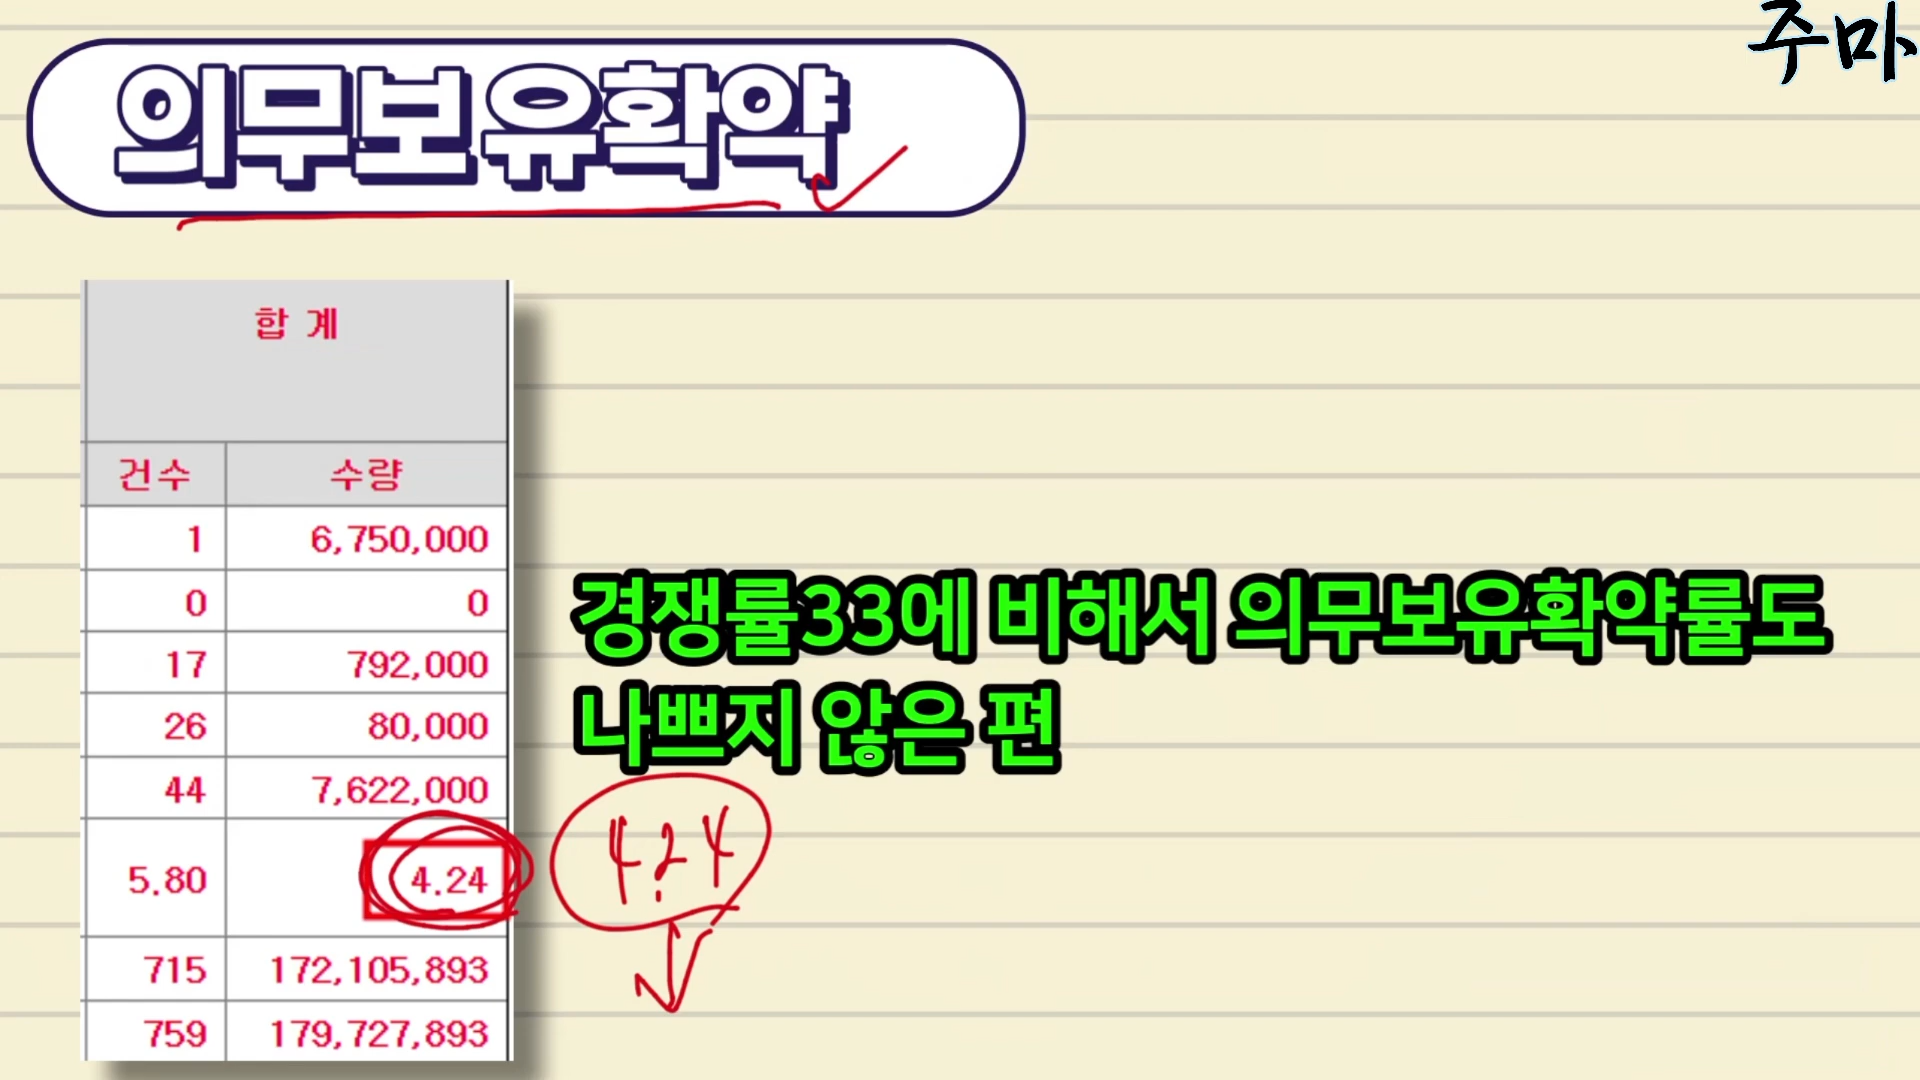 주마
의무보유확약
합 계
건수 수량
1 6,750,000
0 0
17 792,000
26 80,000
44 7,622,000
5.80 4.24
715 172,105,893
759 179,727,893
경쟁률33에 비해서 의무보유확약률도
나쁘지 않은 편
4.24